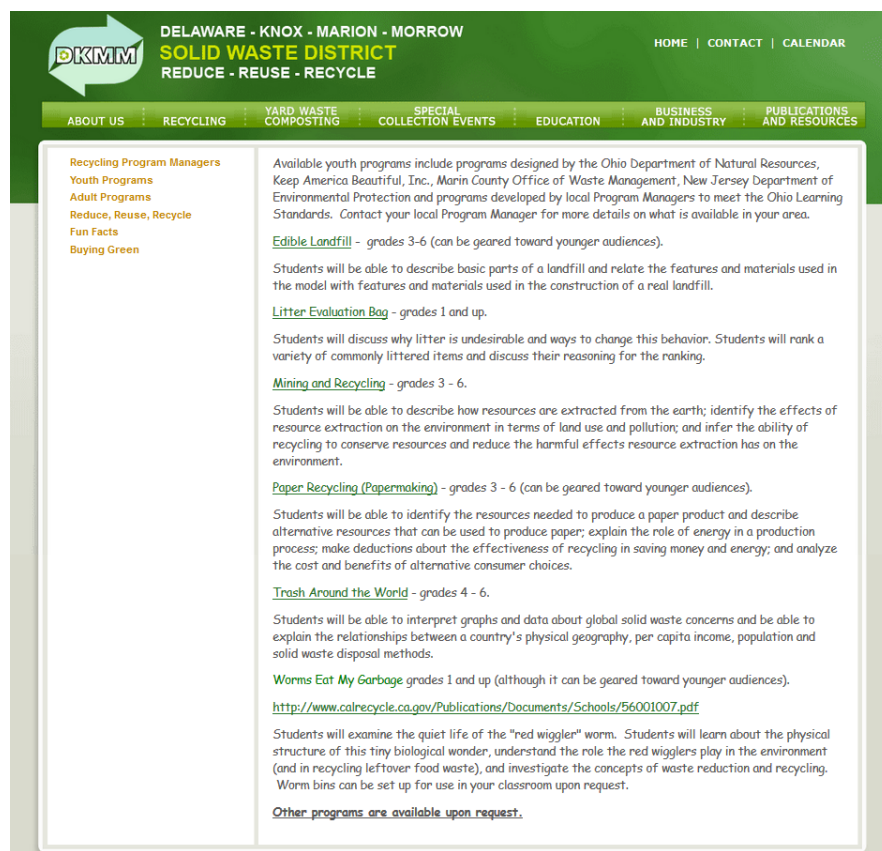 DKMM
DELAWARE - KNOX - MARION - MORROW
SOLID WASTE DISTRICT
REDUCE - REUSE - RECYCLE
HOME | CONTACT | CALENDAR
ABOUT US
RECYCLING
YARD WASTE
COMPOSTING
SPECIAL
COLLECTION EVENTS
EDUCATION
BUSINESS
AND INDUSTRY
PUBLICATIONS
AND RESOURCES
Recycling Program Managers
Youth Programs
Adult Programs
Reduce, Reuse, Recycle
Fun Facts
Buying Green
Available youth programs include programs designed by the Ohio Department of Natural Resources,
Keep America Beautiful, Inc., Marin County Office of Waste Management, New Jersey Department of
Environmental Protection and programs developed by local Program Managers to meet the Ohio Learning
Standards. Contact your local Program Manager for more details on what is available in your area.
Edible Landfill - grades 3-6 (can be geared toward younger audiences).
Students will be able to describe basic parts of a landfill and relate the features and materials used in
the model with features and materials used in the construction of a real landfill.
Litter Evaluation Bag - grades 1 and up.
Students will discuss why litter is undesirable and ways to change this behavior. Students will rank a
variety of commonly littered items and discuss their reasoning for the ranking.
Mining and Recycling - grades 3 - 6.
Students will be able to describe how resources are extracted from the earth; identify the effects of
resource extraction on the environment in terms of land use and pollution; and infer the ability of
recycling to conserve resources and reduce the harmful effects resource extraction has on the
environment.
Paper Recycling (Papermaking) - grades 3 - 6 (can be geared toward younger audiences).
Students will be able to identify the resources needed to produce a paper product and describe
alternative resources that can be used to produce paper; explain the role of energy in a production
process; make deductions about the effectiveness of recycling in saving money and energy; and analyze
the cost and benefits of alternative consumer choices.
Trash Around the World - grades 4 - 6.
Students will be able to interpret graphs and data about global solid waste concerns and be able to
explain the relationships between a country's physical geography, per capita income, population and
solid waste disposal methods.
Worms Eat My Garbage grades 1 and up (although it can be geared toward younger audiences).
http://www.calrecycle.ca.gov/Publications/Documents/Schools/56001007.pdf
Students will examine the quiet life of the "red wiggler" worm. Students will learn about the physical
structure of this tiny biological wonder, understand the role the red wigglers play in the environment
(and in recycling leftover food waste), and investigate the concepts of waste reduction and recycling.
Worm bins can be set up for use in your classroom upon request.
Other programs are available upon request.